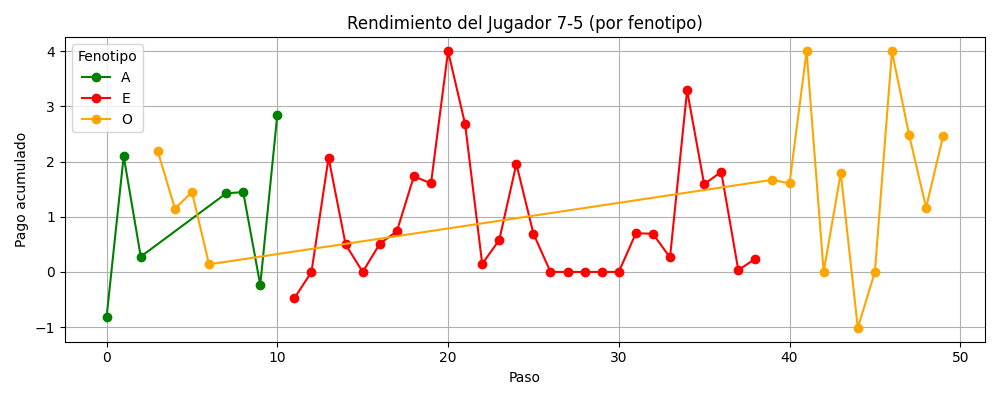 Rendimiento del Jugador 7-5 (por fenotipo)
Fenotipo
A
E
O
Pago acumulado
4
3
2
1
0
−1
0 10 20 30 40 50
Paso